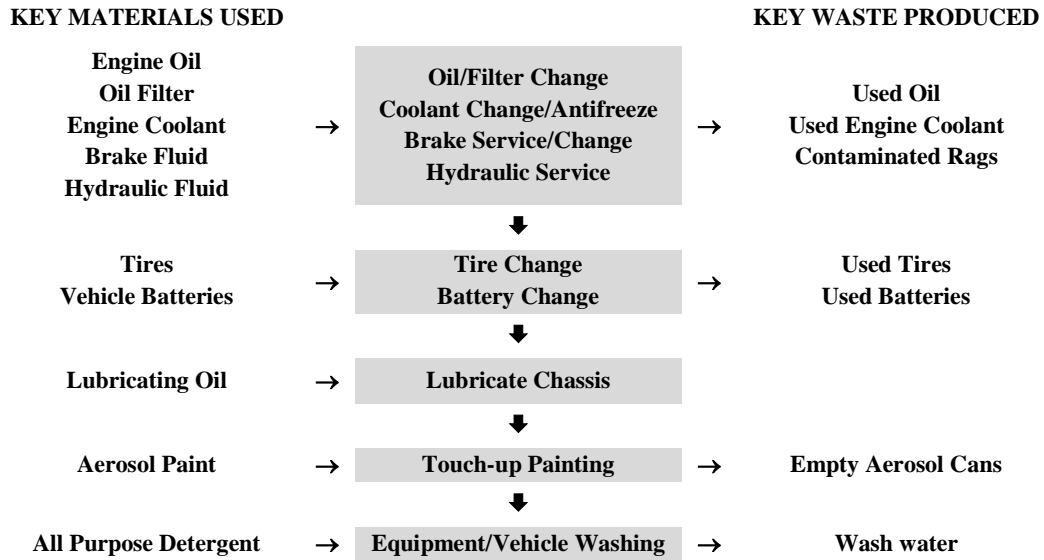 KEY MATERIALS USED
KEY WASTE PRODUCED
Engine Oil
Oil Filter
Engine Coolant
Brake Fluid
Hydraulic Fluid
→
Oil/Filter Change
Coolant Change/Antifreeze
Brake Service/Change
Hydraulic Service
→
Used Oil
Used Engine Coolant
Contaminated Rags
Tires
Vehicle Batteries
→
Tire Change
Battery Change
→
Used Tires
Used Batteries
Lubricating Oil
→
Lubricate Chassis
Aerosol Paint
→
Touch-up Painting
→
Empty Aerosol Cans
All Purpose Detergent
→
Equipment/Vehicle Washing
→
Wash water